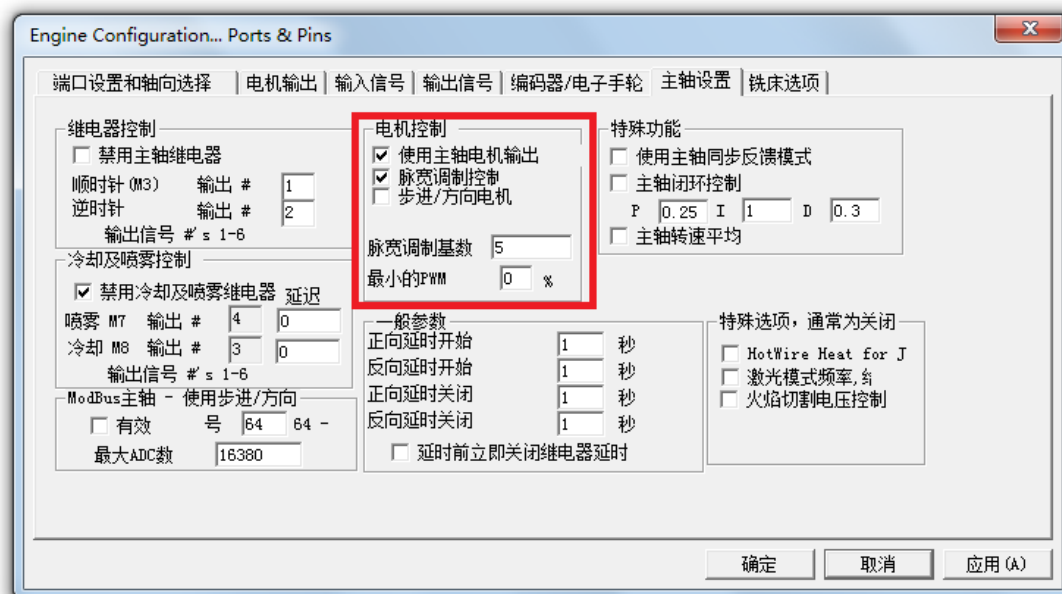 Engine Configuration... Ports & Pins
端口设置和轴向选择 电机输出 输入信号 输出信号 编码器/电子手轮 主轴设置 铣床选项
继电器控制
禁用主轴继电器
顺时针(M3) 输出 # 1
逆时针 输出 # 2
输出信号 #'s 1-6
冷却及喷雾控制
禁用冷却及喷雾继电器 延迟
喷雾 M7 输出 # 4 0
冷却 M8 输出 # 3 0
输出信号 #'s 1-6
ModBus主轴 - 使用步进/方向
有效 号 64 64 -
最大ADC数 16380
电机控制
使用主轴电机输出
脉宽调制控制
步进/方向电机
脉宽调制基数 5
最小的PWM 0 %
一般参数
正向延时开始 1 秒
反向延时开始 1 秒
正向延时关闭 1 秒
反向延时关闭 1 秒
延时前立即关闭继电器延时
特殊功能
使用主轴同步反馈模式
主轴闭环控制
P 0.25 I 1 D 0.3
主轴转速平均
特殊选项,通常为关闭
HotWire Heat for J
激光模式频率,
火焰切割电压控制
确定 取消 应用(A)